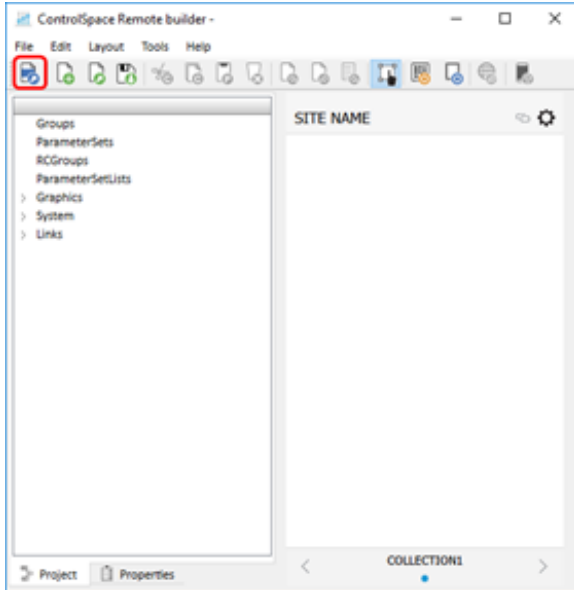 ControlSpace Remote builder -
File Edit Layout Tools Help
SITE NAME
Groups
ParameterSets
RCGroups
ParameterSetLists
Graphics
System
Links
COLLECTION1
Project Properties